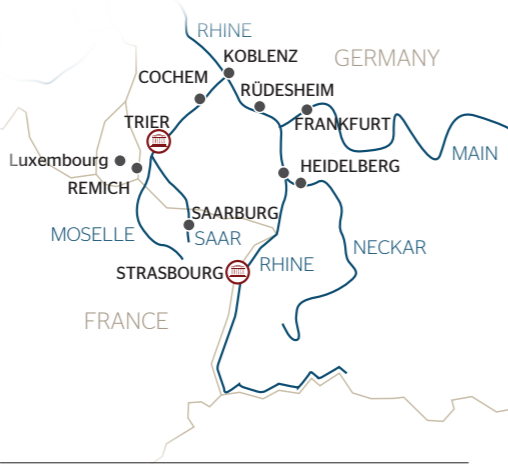 RHINE
KOBLENZ
GERMANY
COCHEM
RÜDESHEIM
TRIER
FRANKFURT
Luxembourg
MAIN
HEIDELBERG
REMICH
SAARBURG
MOSELLE
SAAR
NECKAR
STRASBOURG
RHINE
FRANCE